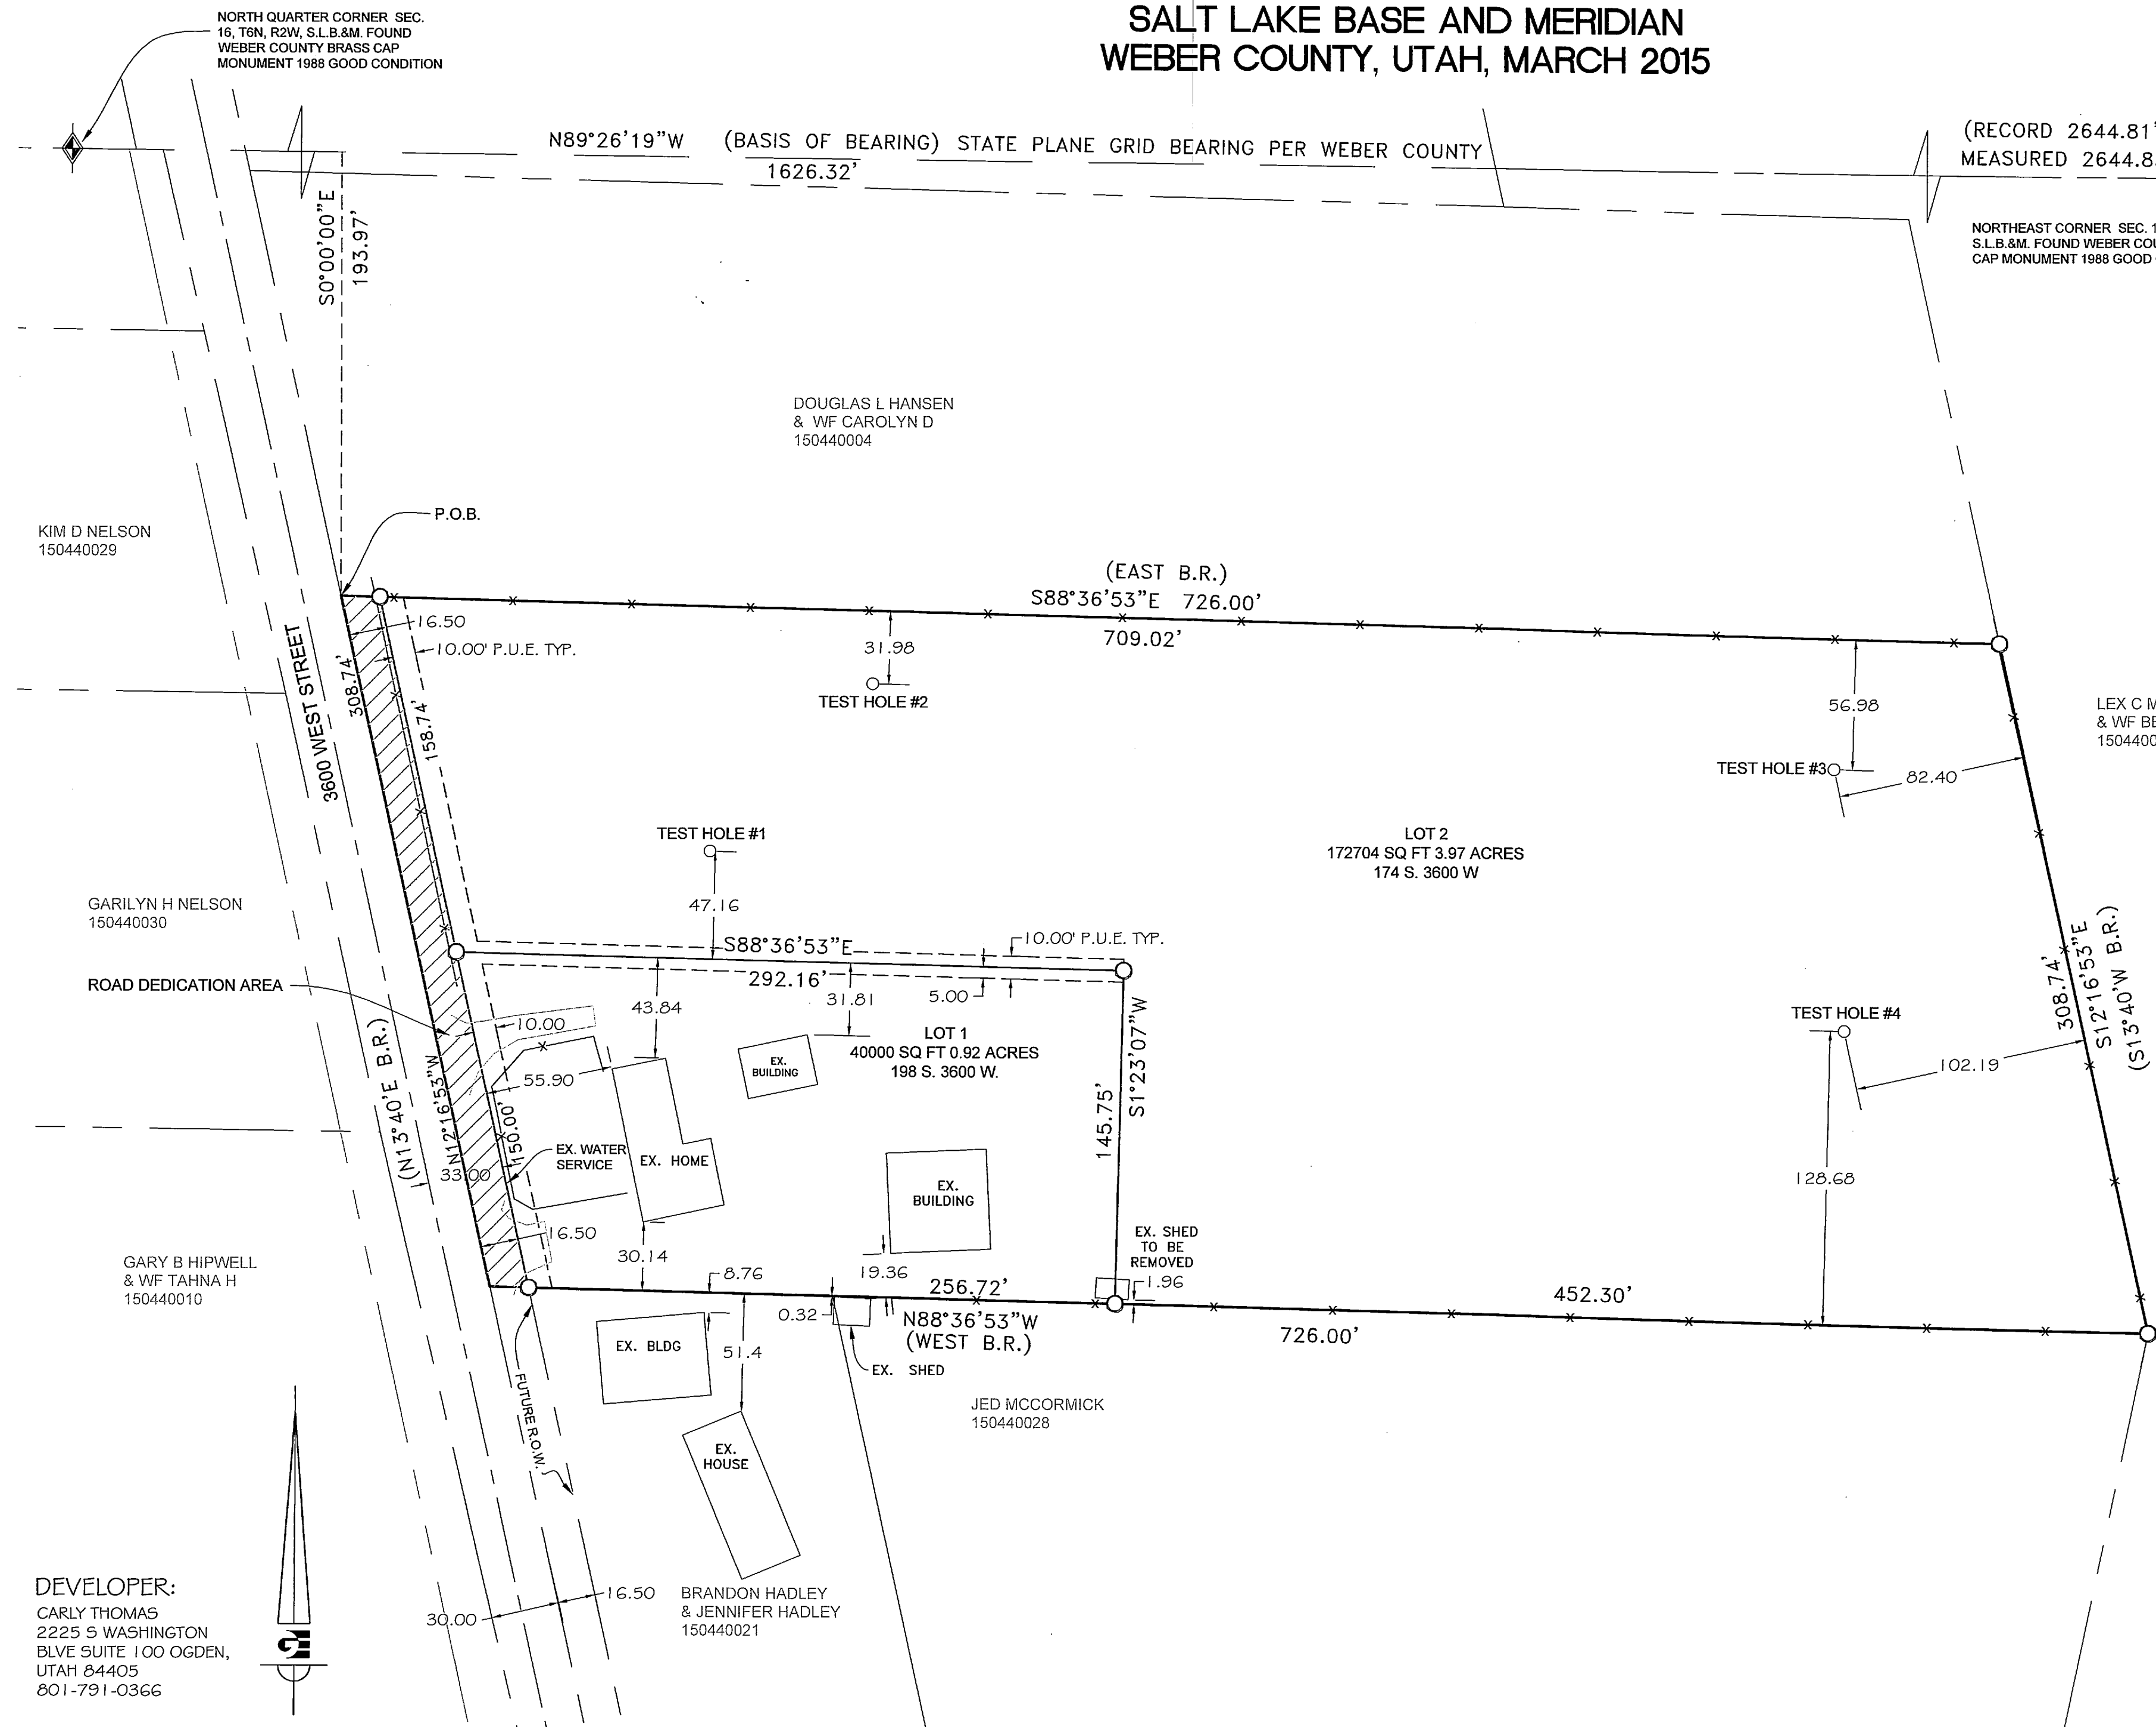 SALT LAKE BASE AND MERIDIAN
WEBER COUNTY, UTAH, MARCH 2015
NORTH QUARTER CORNER SEC.
16, T6N, R2W, S.L.B.&M. FOUND
WEBER COUNTY BRASS CAP
MONUMENT 1988 GOOD CONDITION
N89°26'19"W (BASIS OF BEARING) STATE PLANE GRID BEARING PER WEBER COUNTY
1626.32'
(RECORD 2644.81'
MEASURED 2644.8
NORTHEAST CORNER SEC. 1
S.L.B.&M. FOUND WEBER COU
CAP MONUMENT 1988 GOOD
S0°00'00"E
193.97'
DOUGLAS L HANSEN
& WF CAROLYN D
150440004
KIM D NELSON
150440029
P.O.B.
(EAST B.R.)
S88°36'53"E 726.00'
709.02'
16.50
10.00' P.U.E. TYP.
31.98
TEST HOLE #2
56.98
TEST HOLE #3
82.40
LEX C M
& WF BE
1504400
3600 WEST STREET
308.74'
158.74'
TEST HOLE #1
47.16
LOT 2
172704 SQ FT 3.97 ACRES
174 S. 3600 W
GARILYN H NELSON
150440030
S88°36'53"E
292.16'
10.00' P.U.E. TYP.
5.00
ROAD DEDICATION AREA
43.84
31.81
10.00
LOT 1
40000 SQ FT 0.92 ACRES
198 S. 3600 W.
EX.
BUILDING
55.90
TEST HOLE #4
102.19
308.74'
S12°16'53"E
(S13°40'W B.R.)
(N13°40'E B.R.)
N12°16'53"W
150.00'
145.75'
S1°23'07"W
33.00
EX. WATER
SERVICE
EX. HOME
EX.
BUILDING
128.68
16.50
30.14
EX. SHED
TO BE
REMOVED
1.96
GARY B HIPWELL
& WF TAHNA H
150440010
8.76
19.36
256.72'
452.30'
0.32
N88°36'53"W
(WEST B.R.)
726.00'
EX. BLDG
51.4
EX. SHED
FUTURE R.O.W.
JED MCCORMICK
150440028
EX.
HOUSE
16.50
30.00
BRANDON HADLEY
& JENNIFER HADLEY
150440021
DEVELOPER:
CARLY THOMAS
2225 S WASHINGTON
BLVE SUITE 100 OGDEN,
UTAH 84405
801-791-0366